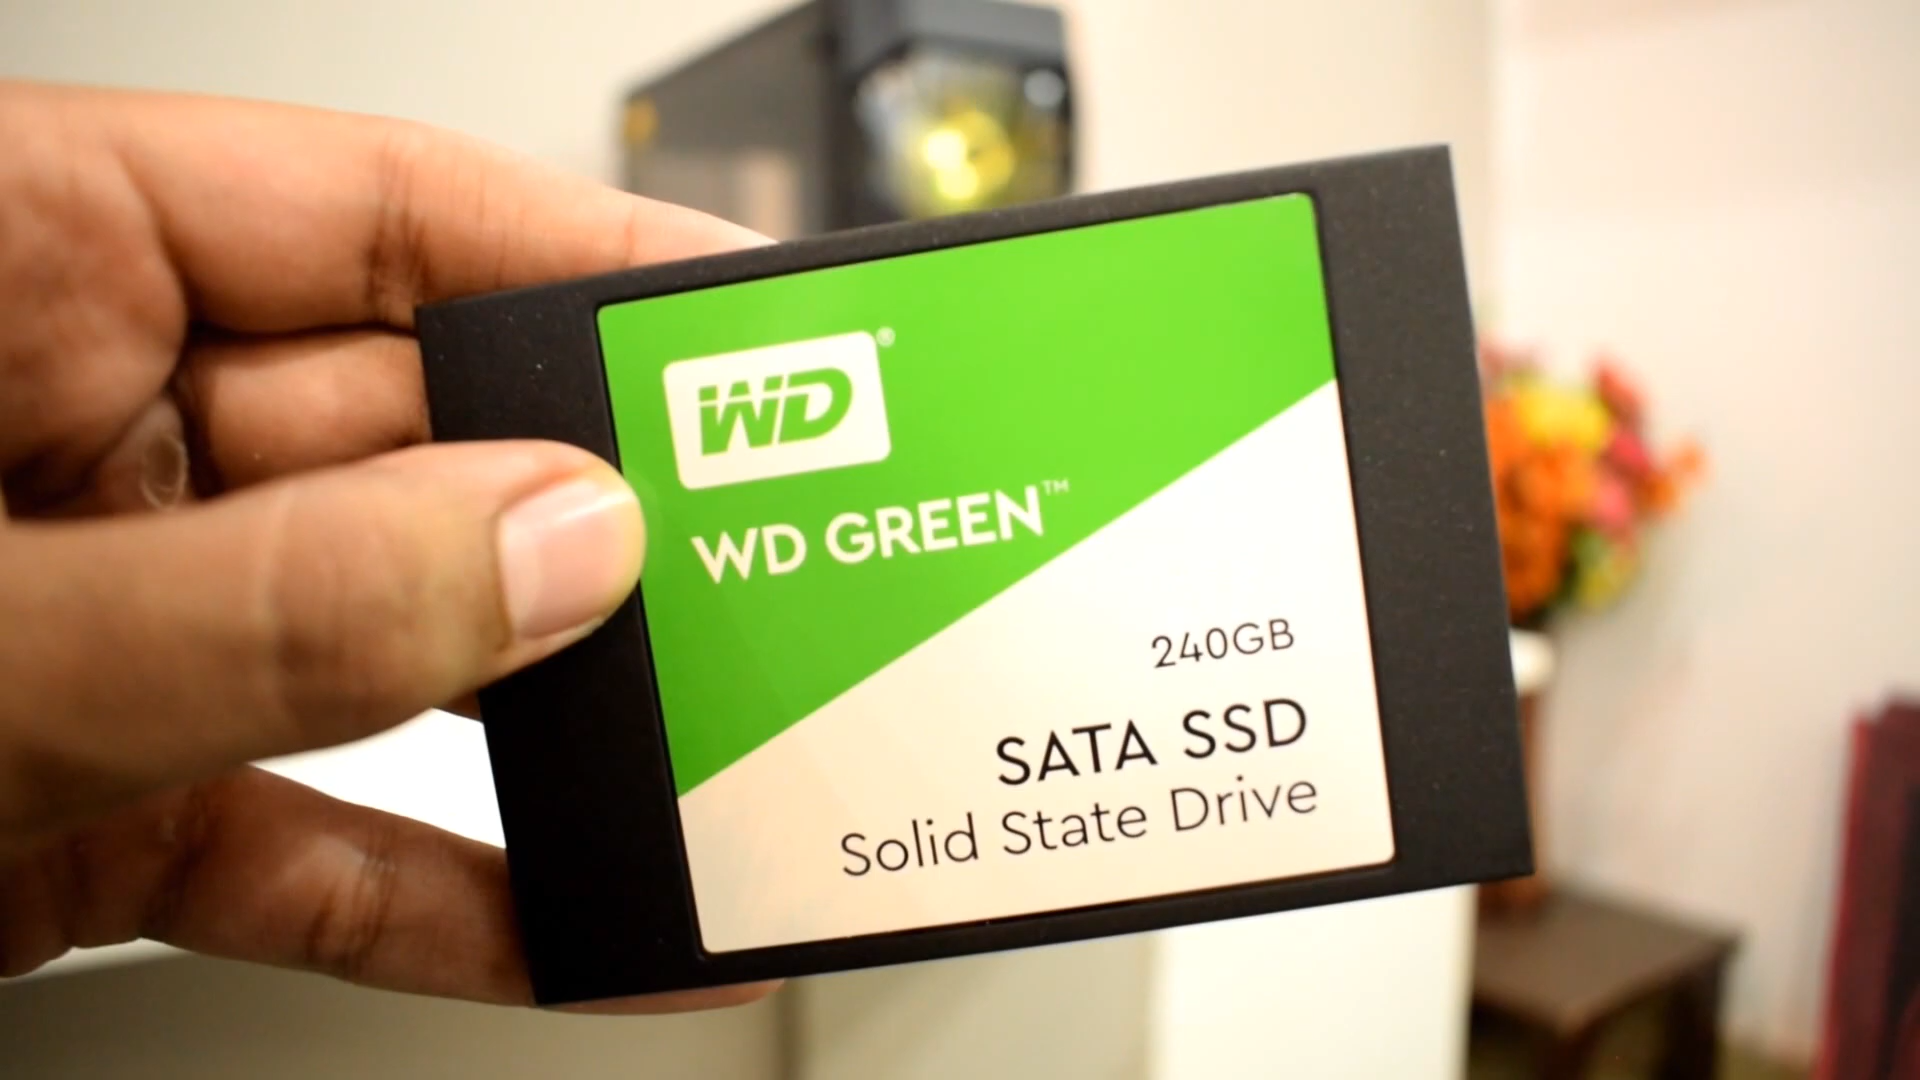 WD®
WD GREEN™
240GB
SATA SSD
Solid State Drive